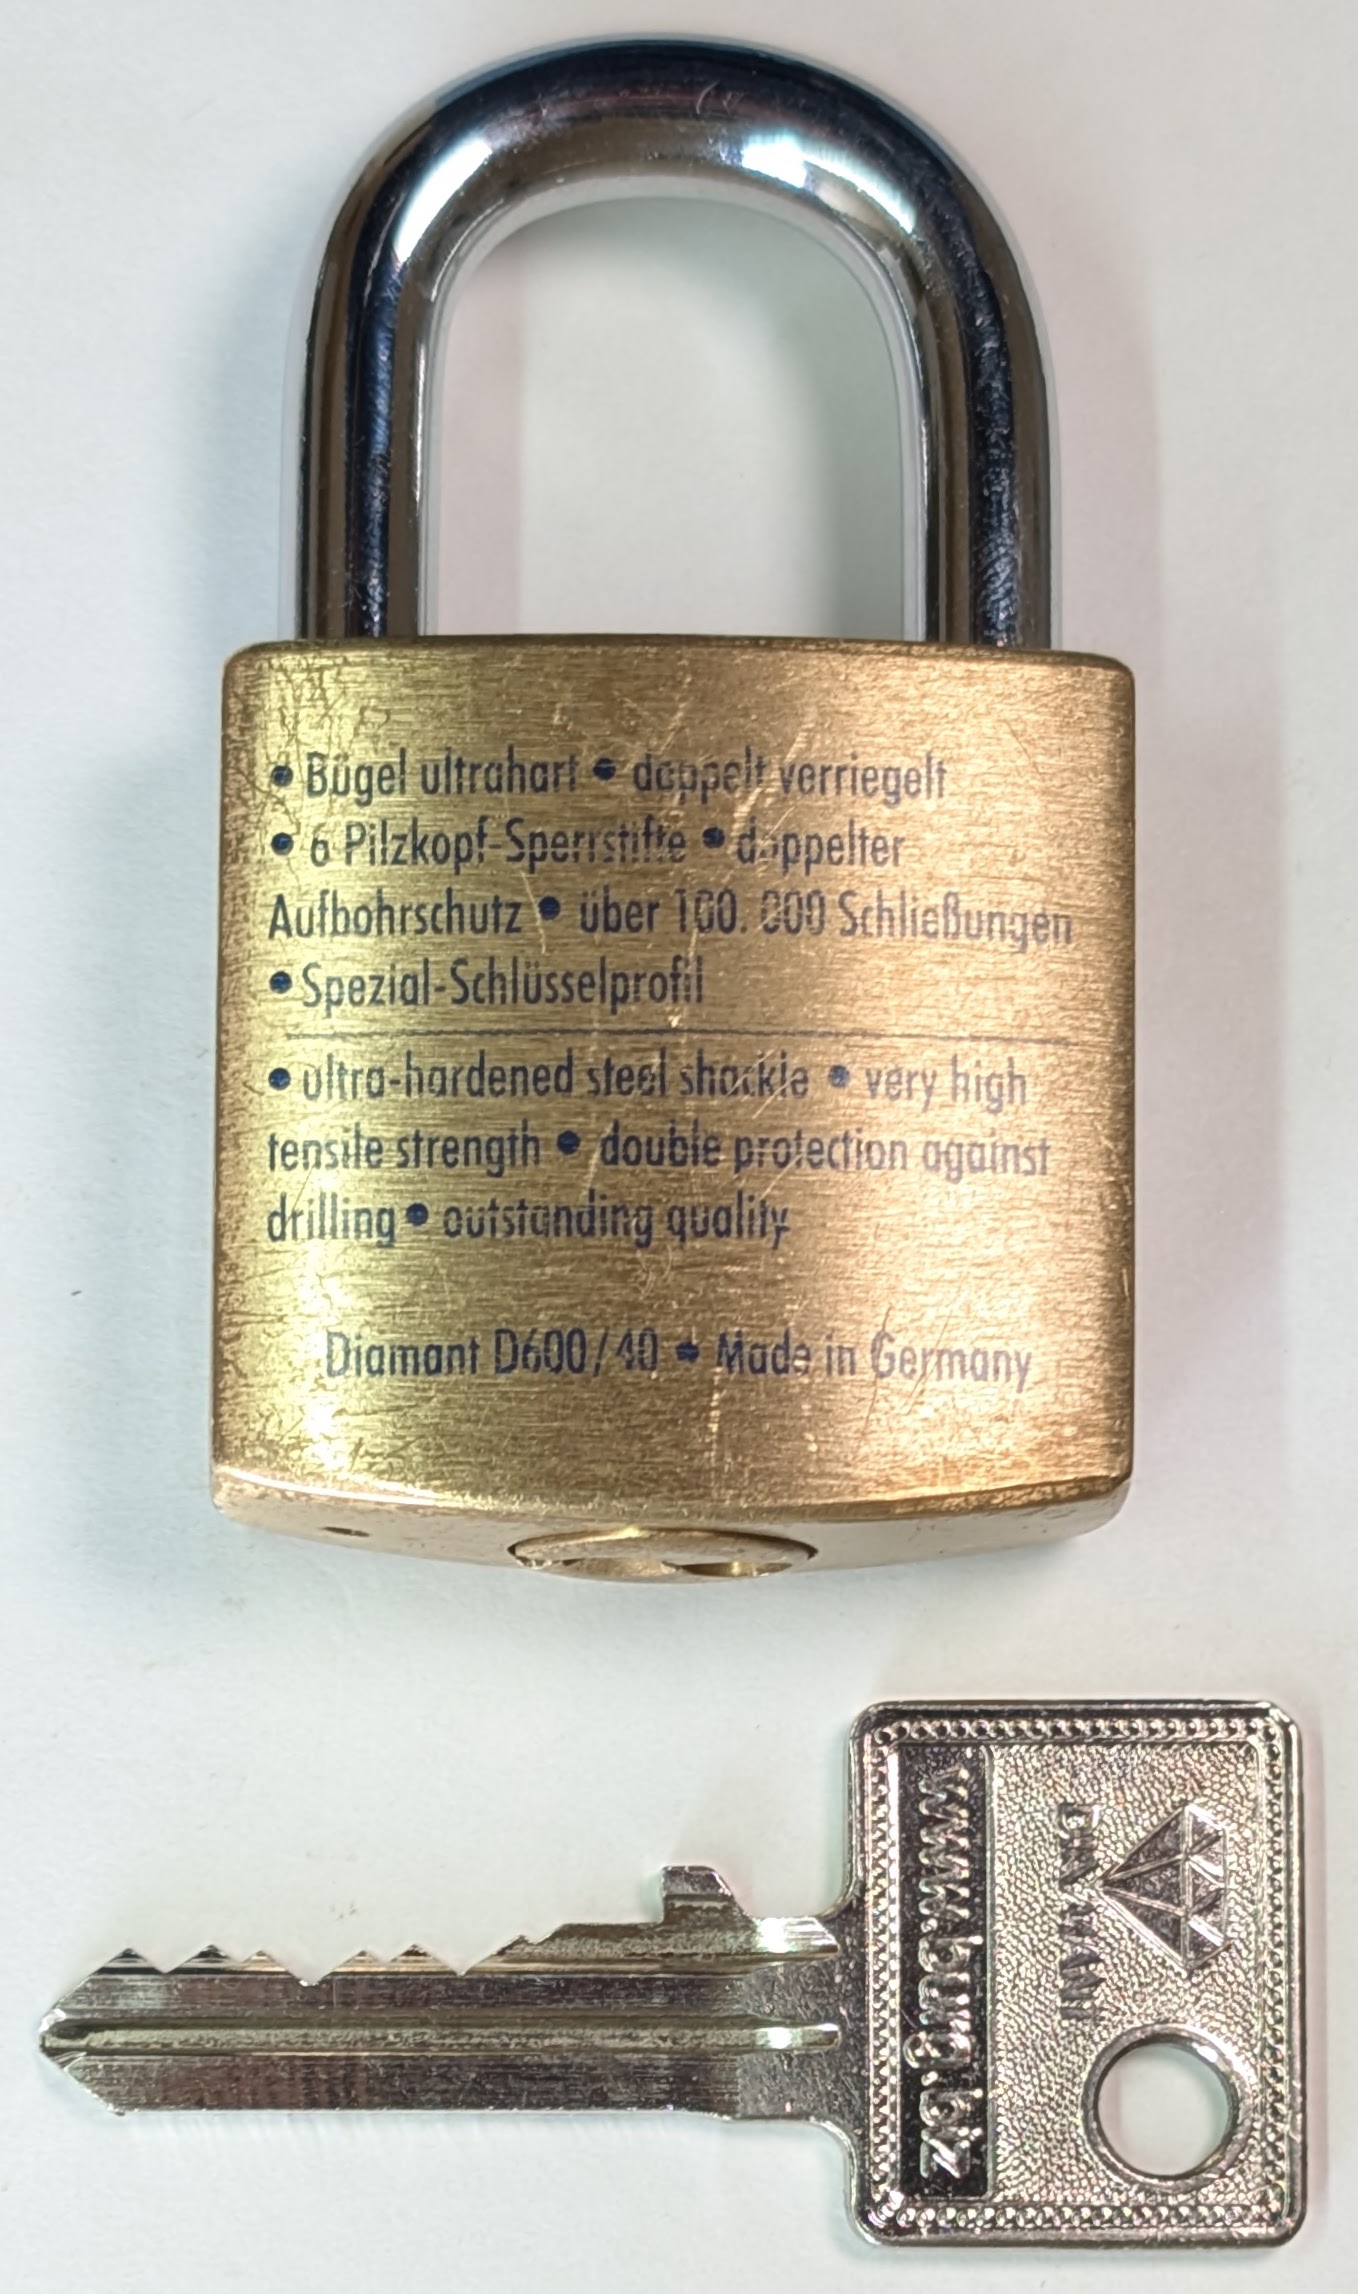 • Bügel ultrahart • doppelt verriegelt
• 6 Pilzkopf-Sperrstifte • doppelter
Aufbohrschutz • über 100.000 Schließungen
• Spezial-Schlüsselprofil
• ultra-hardened steel shackle • very high
tensile strength • double protection against
drilling • outstanding quality
Diamant D600/40 • Made in Germany
DIAMANT
www.burg.biz